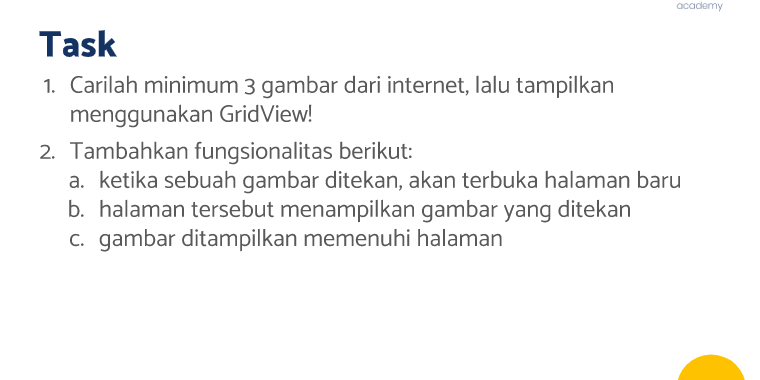 academy
Task
1. Carilah minimum 3 gambar dari internet, lalu tampilkan
menggunakan GridView!
2. Tambahkan fungsionalitas berikut:
a. ketika sebuah gambar ditekan, akan terbuka halaman baru
b. halaman tersebut menampilkan gambar yang ditekan
c. gambar ditampilkan memenuhi halaman